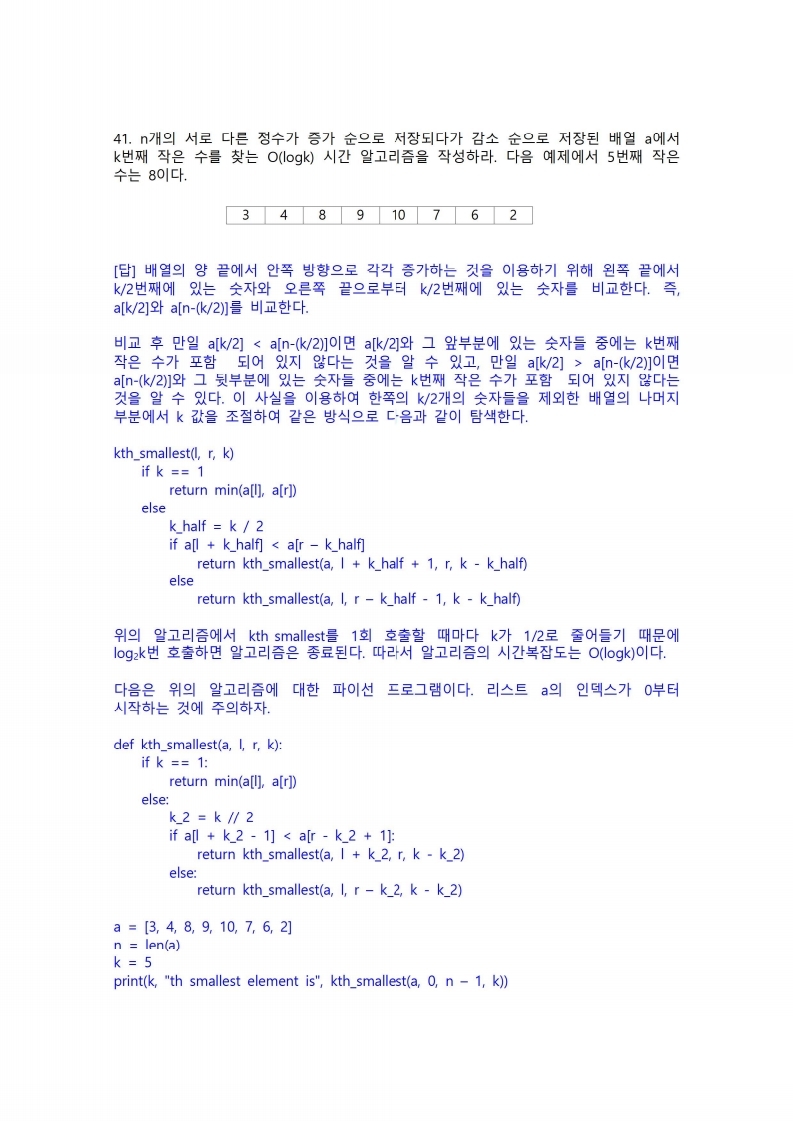 41. n개의 서로 다른 정수가 증가 순으로 저장되다가 감소 순으로 저장된 배열 a에서
k번째 작은 수를 찾는 O(logk) 시간 알고리즘을 작성하라. 다음 예제에서 5번째 작은
수는 8이다.
3 4 8 9 10 7 6 2
[답] 배열의 양 끝에서 안쪽 방향으로 각각 증가하는 것을 이용하기 위해 왼쪽 끝에서
k/2번째에 있는 숫자와 오른쪽 끝으로부터 k/2번째에 있는 숫자를 비교한다. 즉,
a[k/2]와 a[n-(k/2)]를 비교한다.
비교 후 만일 a[k/2] < a[n-(k/2)]이면 a[k/2]와 그 앞부분에 있는 숫자들 중에는 k번째
작은 수가 포함 되어 있지 않다는 것을 알 수 있고, 만일 a[k/2] > a[n-(k/2)]이면
a[n-(k/2)]와 그 뒷부분에 있는 숫자들 중에는 k번째 작은 수가 포함 되어 있지 않다는
것을 알 수 있다. 이 사실을 이용하여 한쪽의 k/2개의 숫자들을 제외한 배열의 나머지
부분에서 k 값을 조절하여 같은 방식으로 다음과 같이 탐색한다.
kth_smallest(l, r, k)
if k == 1
return min(a[l], a[r])
else
k_half = k / 2
if a[l + k_half] < a[r – k_half]
return kth_smallest(a, l + k_half + 1, r, k - k_half)
else
return kth_smallest(a, l, r – k_half - 1, k - k_half)
위의 알고리즘에서 kth smallest를 1회 호출할 때마다 k가 1/2로 줄어들기 때문에
log₂k번 호출하면 알고리즘은 종료된다. 따라서 알고리즘의 시간복잡도는 O(logk)이다.
다음은 위의 알고리즘에 대한 파이선 프로그램이다. 리스트 a의 인덱스가 0부터
시작하는 것에 주의하자.
def kth_smallest(a, l, r, k):
if k == 1:
return min(a[l], a[r])
else:
k_2 = k // 2
if a[l + k_2 - 1] < a[r - k_2 + 1]:
return kth_smallest(a, l + k_2, r, k - k_2)
else:
return kth_smallest(a, l, r – k_2, k - k_2)
a = [3, 4, 8, 9, 10, 7, 6, 2]
n = len(a)
k = 5
print(k, "th smallest element is", kth_smallest(a, 0, n – 1, k))